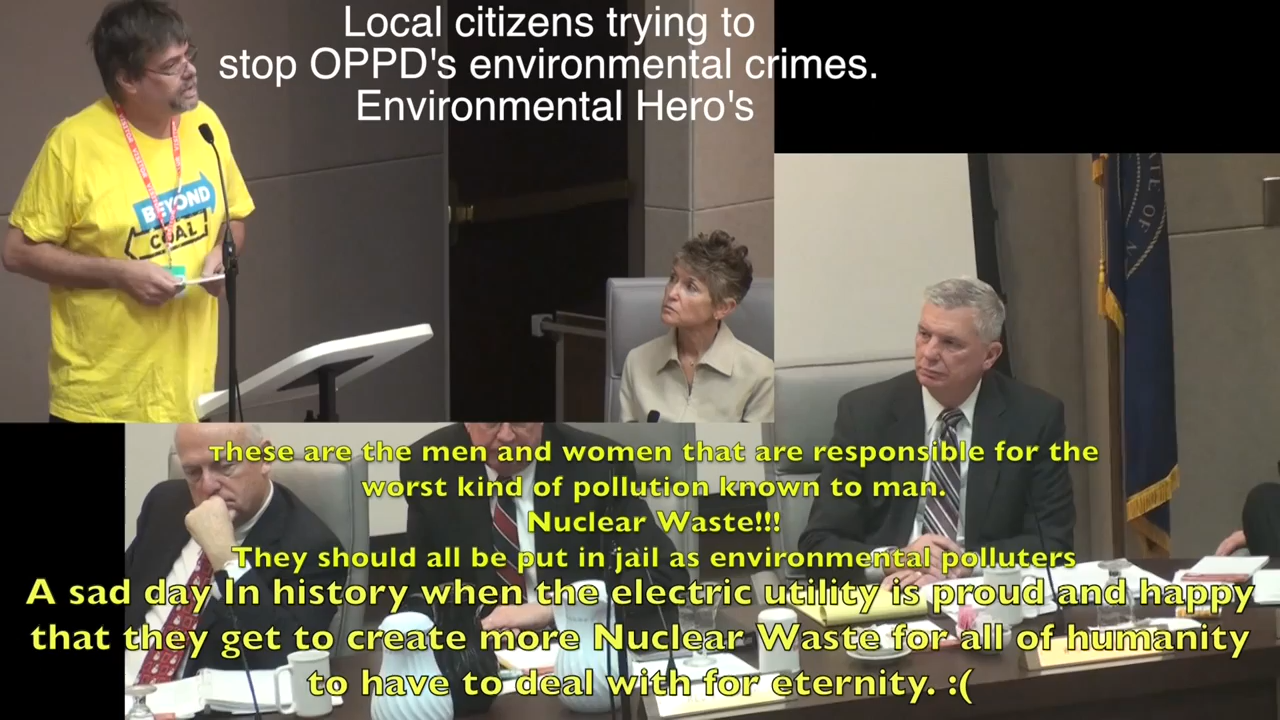 Local citizens trying to
stop OPPD's environmental crimes.
Environmental Hero's
BEYOND
COAL
STATE OF N
These are the men and women that are responsible for the
worst kind of pollution known to man.
Nuclear Waste!!!
They should all be put in jail as environmental polluters
A sad day In history when the electric utility is proud and happy
that they get to create more Nuclear Waste for all of humanity
to have to deal with for eternity. :(